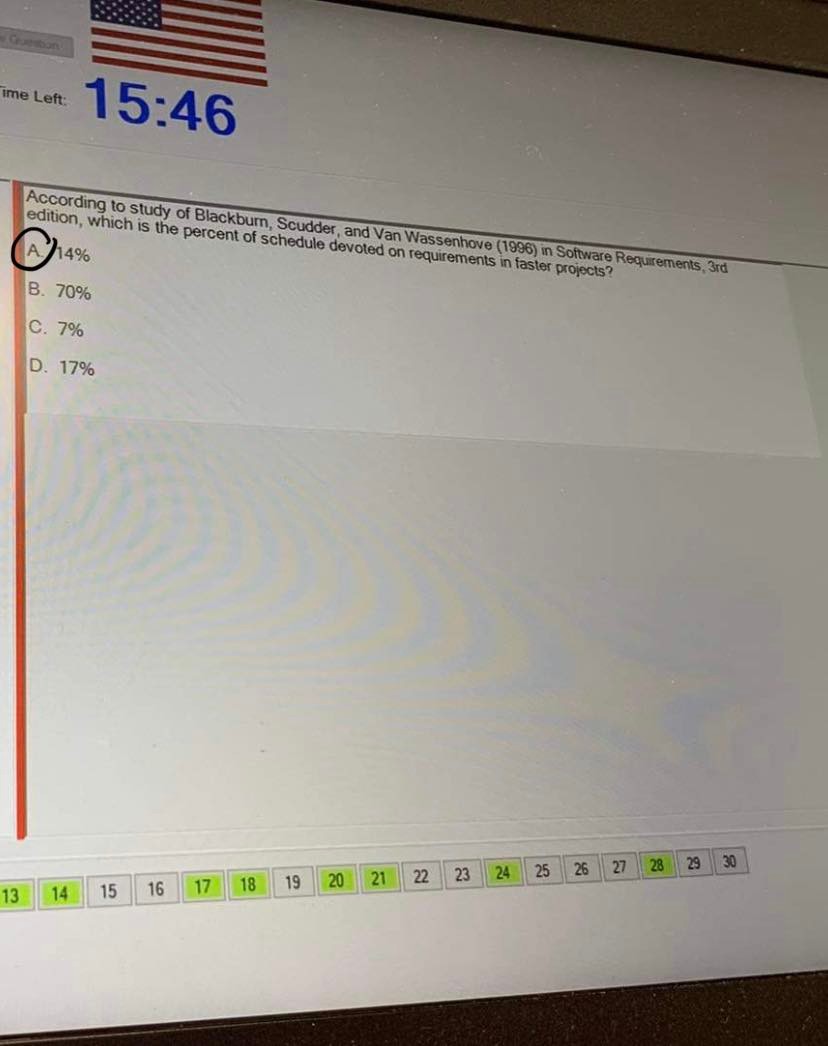 Time Left: 15:46
According to study of Blackburn, Scudder, and Van Wassenhove (1996) in Software Requirements, 3rd
edition, which is the percent of schedule devoted on requirements in faster projects?
A. 14%
B. 70%
C. 7%
D. 17%
13 14 15 16 17 18 19 20 21 22 23 24 25 26 27 28 29 30